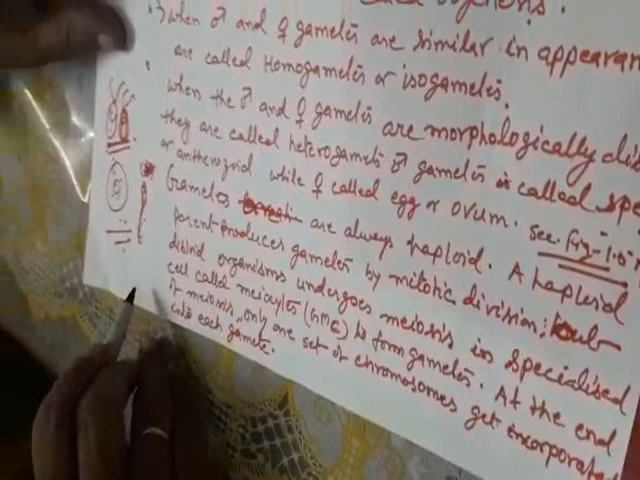 when ♂ and ♀ gametes are similar in appearan
are called Homogametes or isogametes.
when the ♂ and ♀ gametes are morphologically dis
they are called heterogametes ♂ gametes is called spe
or antherozoid while ♀ called egg or ovum. see. Fig-1.6
Gametes are always haploid. A haploid
parent produces gametes by mitotic division; but
diploid organisms undergoes meiosis in specialised
cell called meiocytes (GMC) to form gametes. At the end
of meiosis, only one set of chromosomes get incorporated
into each gamete.